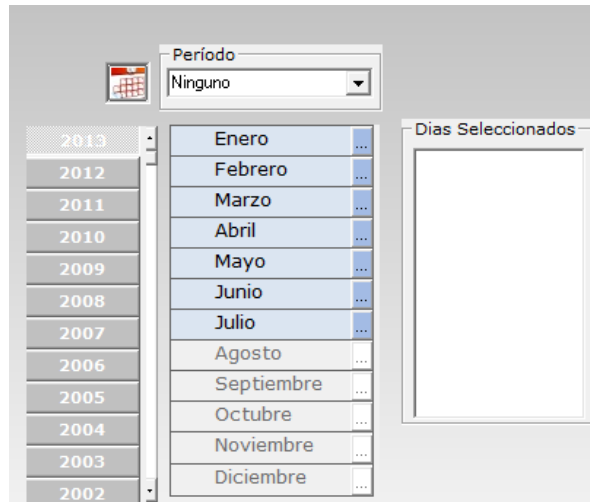 Período
Ninguno
Dias Seleccionados
2013
2012
2011
2010
2009
2008
2007
2006
2005
2004
2003
2002
Enero ...
Febrero ...
Marzo ...
Abril ...
Mayo ...
Junio ...
Julio ...
Agosto ...
Septiembre ...
Octubre ...
Noviembre ...
Diciembre ...